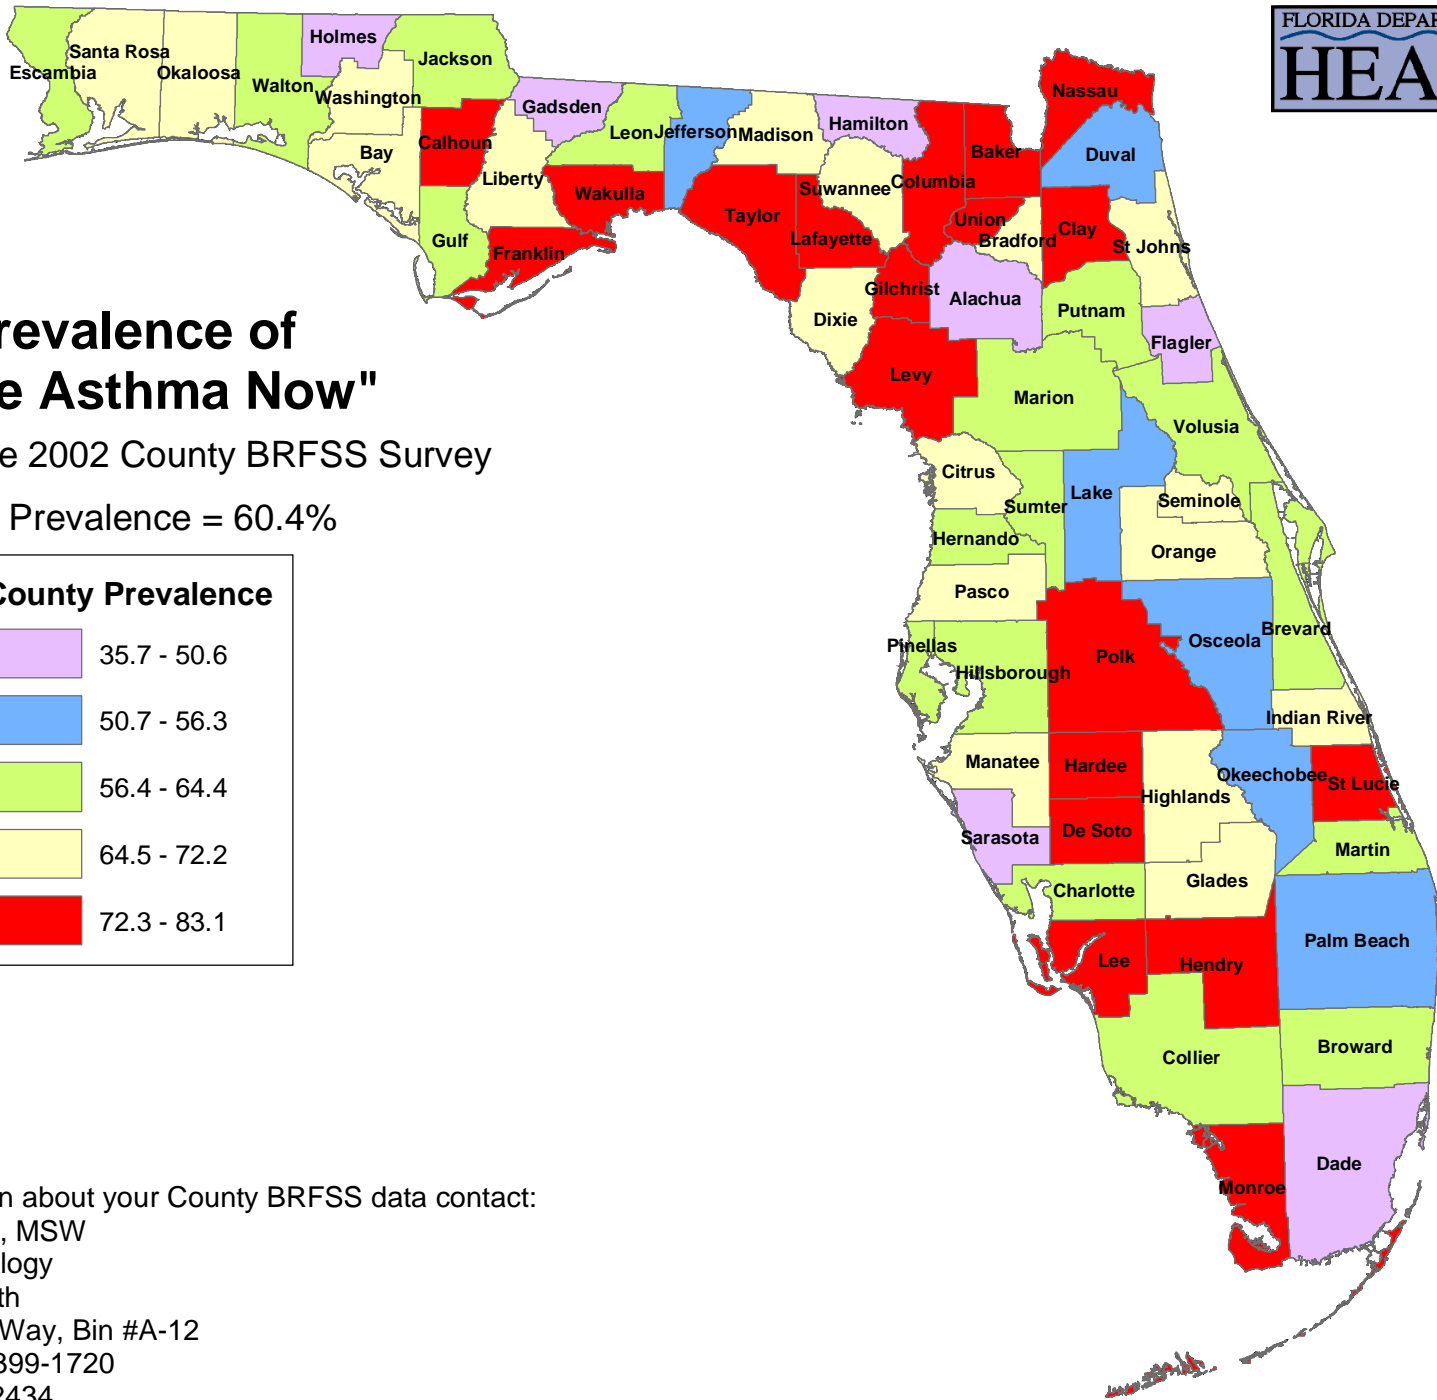 FLORIDA DEPAR
HEA
Holmes
Santa Rosa
Escambia
Okaloosa
Walton
Jackson
Washington
Gadsden
Calhoun
Bay
Liberty
Leon
Jefferson
Madison
Hamilton
Nassau
Baker
Duval
Columbia
Suwannee
Wakulla
Taylor
Lafayette
Union
Bradford
Clay
St Johns
Gulf
Franklin
Gilchrist
Alachua
Putnam
Dixie
Flagler
Levy
Marion
Volusia
revalence of
e Asthma Now"
e 2002 County BRFSS Survey
Prevalence = 60.4%
County Prevalence
35.7 - 50.6
50.7 - 56.3
56.4 - 64.4
64.5 - 72.2
72.3 - 83.1
Citrus
Sumter
Lake
Seminole
Hernando
Orange
Pasco
Pinellas
Hillsborough
Polk
Osceola
Brevard
Indian River
Manatee
Hardee
Highlands
Okeechobee
St Lucie
Sarasota
De Soto
Martin
Charlotte
Glades
Lee
Hendry
Palm Beach
Collier
Broward
Dade
Monroe
n about your County BRFSS data contact:
, MSW
logy
th
Way, Bin #A-12
399-1720
2434